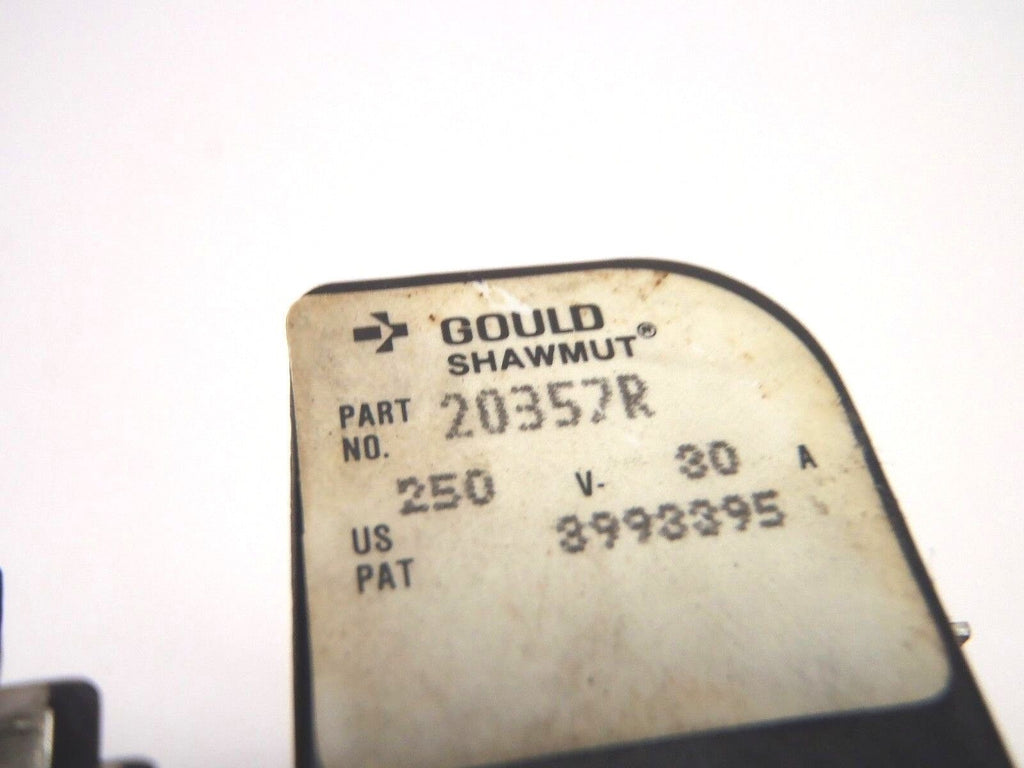 GOULD
SHAWMUT®
PART NO. 20357R
250 V- 30 A
US PAT 3993395